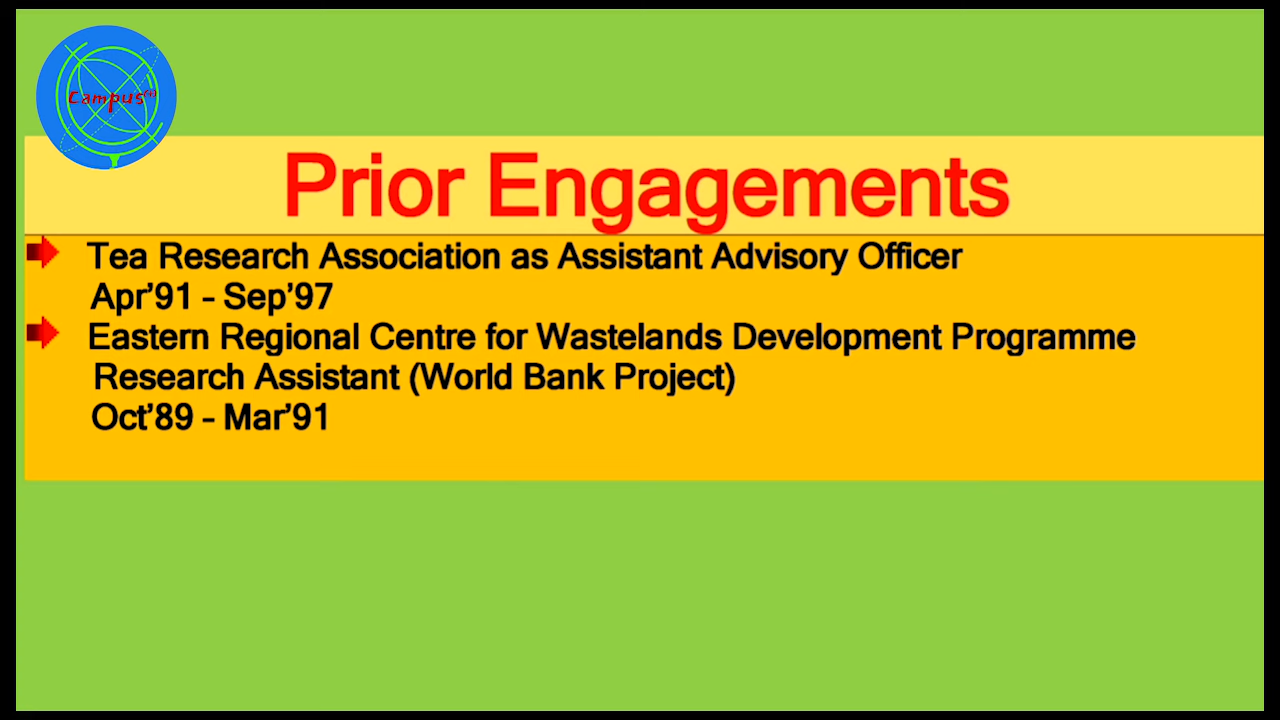 Campus(+)
Prior Engagements
Tea Research Association as Assistant Advisory Officer
Apr’91 – Sep’97
Eastern Regional Centre for Wastelands Development Programme
Research Assistant (World Bank Project)
Oct’89 – Mar’91